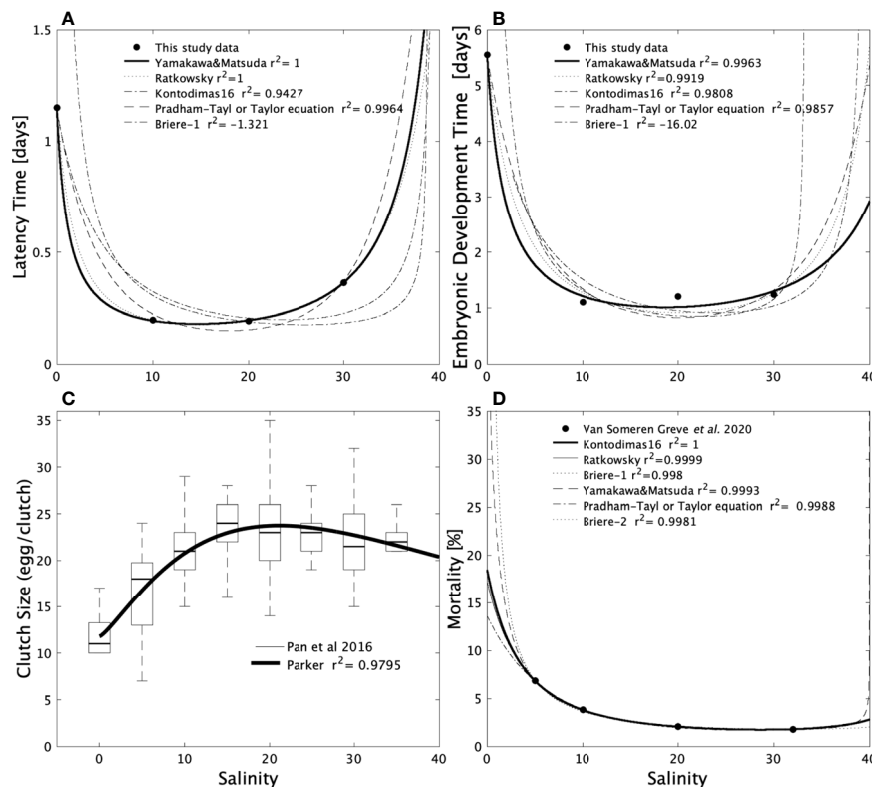 A
B
1.5
1
0.5
0
0
10
20
30
40
Latency Time [days]
This study data
Yamakawa&Matsuda r2= 1
Ratkowsky r2=1
Kontodimas16 r2=0.9427
Pradham-Tayl or Taylor ecuation r2=0.9964
Briere-1 r2= -1.321
6
5
4
3
2
1
0
0
10
20
30
40
Embryonic Development Time [days]
This study data
Yamakawa&Matsuda r2= 0.9963
Ratkowsky r2=0.9919
Kontodimas16 r2= 0.9808
Pradham-Tayl or Taylor equation r2= 0.9857
Briere-1 r2= -16.02
C
D
35
30
25
20
15
10
5
0
0
10
20
30
40
Clutch Size (egg/clutch)
Salinity
Pan et al 2016
Parker r2= 0.9795
35
30
25
20
15
10
5
0
0
10
20
30
40
Mortality [%]
Salinity
Van Someren Greve et al. 2020
Kontodimas16 r2= 1
Ratkowsky r2=0.9999
Briere-1 r2= 0.998
Yamakawa&Matsuda r2= 0.9993
Pradham-Tayl or Taylor equation r2= 0.9988
Briere-2 r2= 0.9981